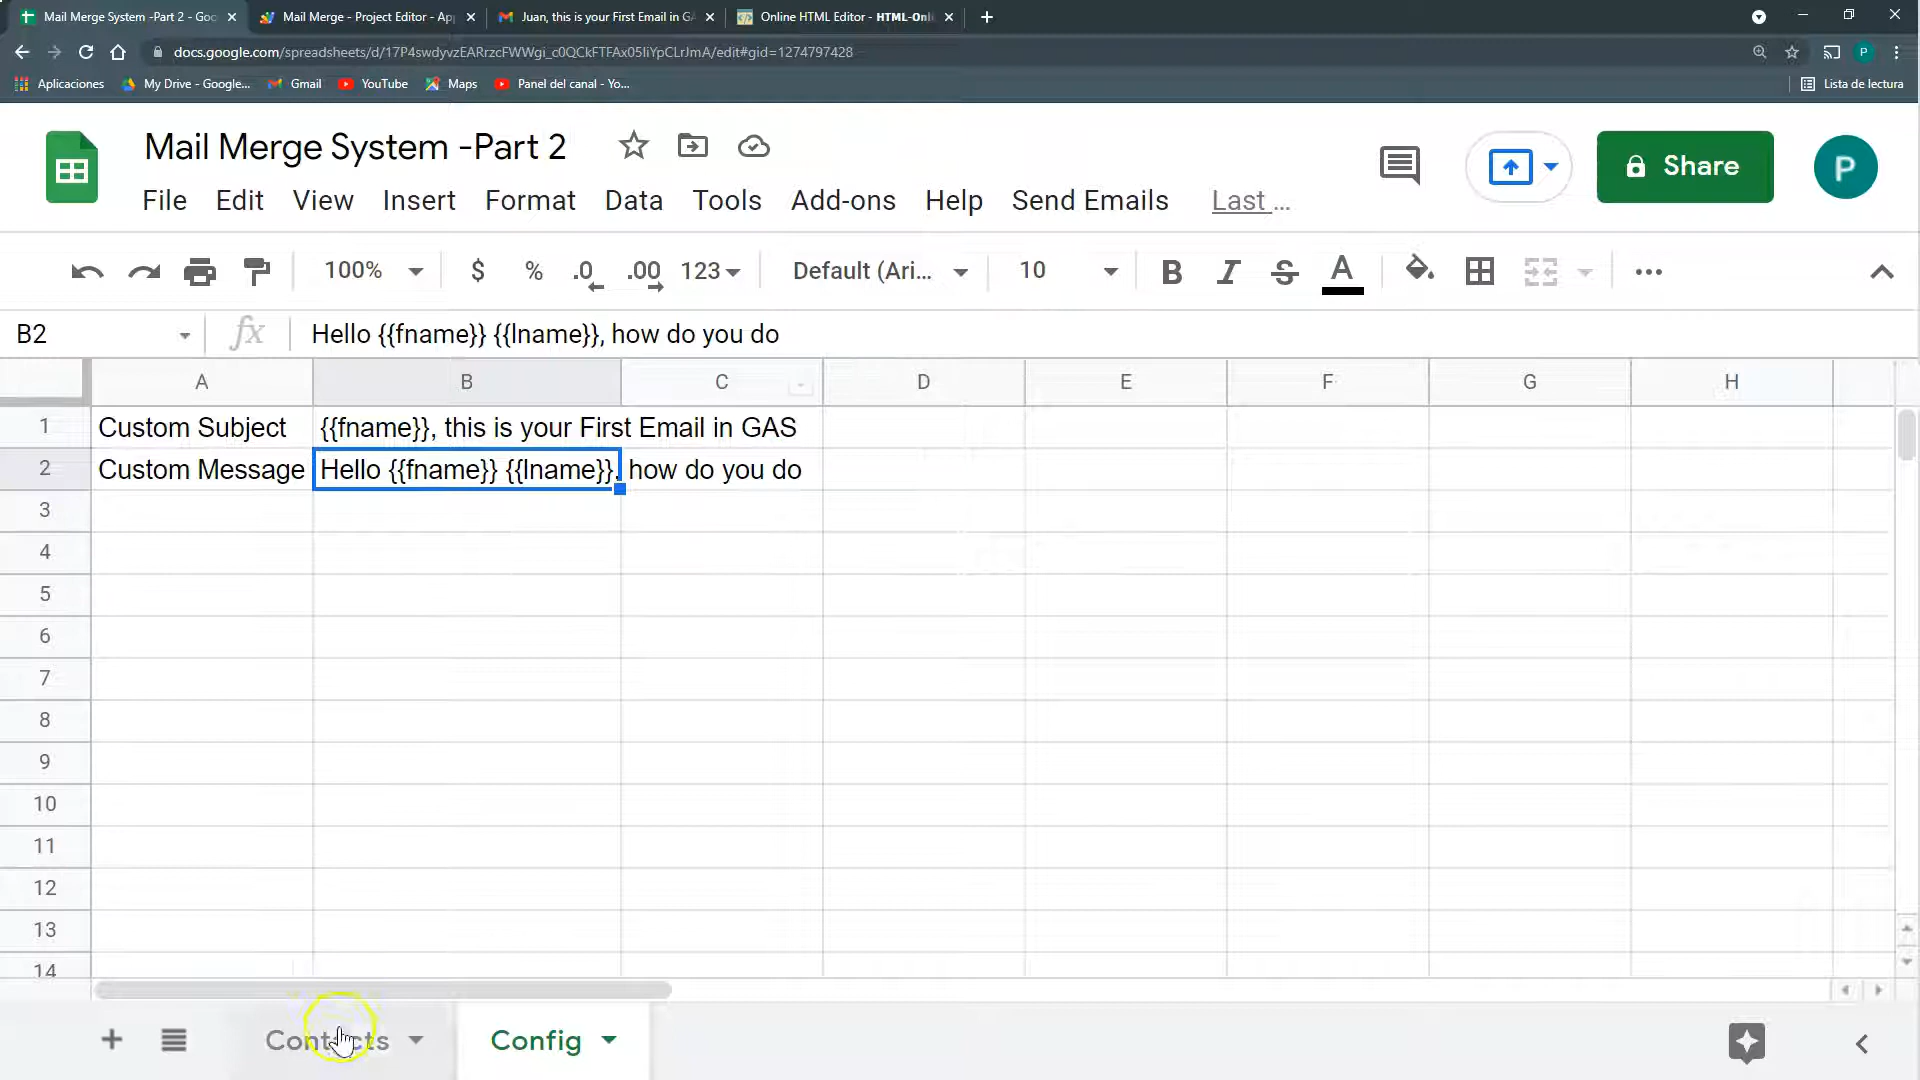 Mail Merge System -Part 2 - Goo
Mail Merge - Project Editor - Ap
Juan, this is your First Email in GA
Online HTML Editor - HTML-Onli
docs.google.com/spreadsheets/d/17P4swdyvzEARrzcFWWgi_c0QCkFTFAx05IiYpCLrJmA/edit#gid=1274797428
P
Aplicaciones
My Drive - Google...
Gmail
YouTube
Maps
Panel del canal - Yo...
Lista de lectura
Mail Merge System -Part 2
Share
P
File Edit View Insert Format Data Tools Add-ons Help Send Emails Last ...
100% $ % .0 .00 123 Default (Ari... 10 B I S A
B2 fx Hello {{fname}} {{lname}}, how do you do
A B C D E F G H
1 Custom Subject {{fname}}, this is your First Email in GAS
2 Custom Message Hello {{fname}} {{lname}}, how do you do
3
4
5
6
7
8
9
10
11
12
13
14
Contacts Config